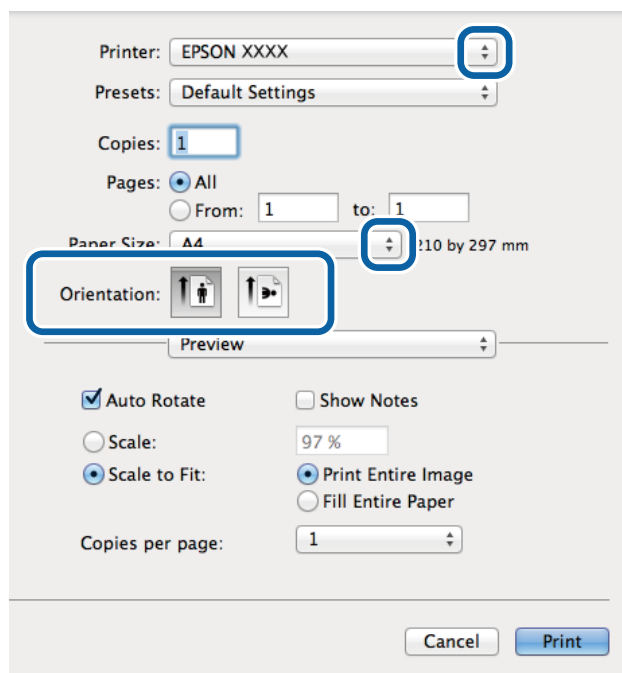 Printer: EPSON XXXX
Presets: Default Settings
Copies: 1
Pages: All
From: 1 to: 1
Paper Size: A4 210 by 297 mm
Orientation:
Preview
Auto Rotate Show Notes
Scale: 97 %
Scale to Fit: Print Entire Image
Fill Entire Paper
Copies per page: 1
Cancel Print